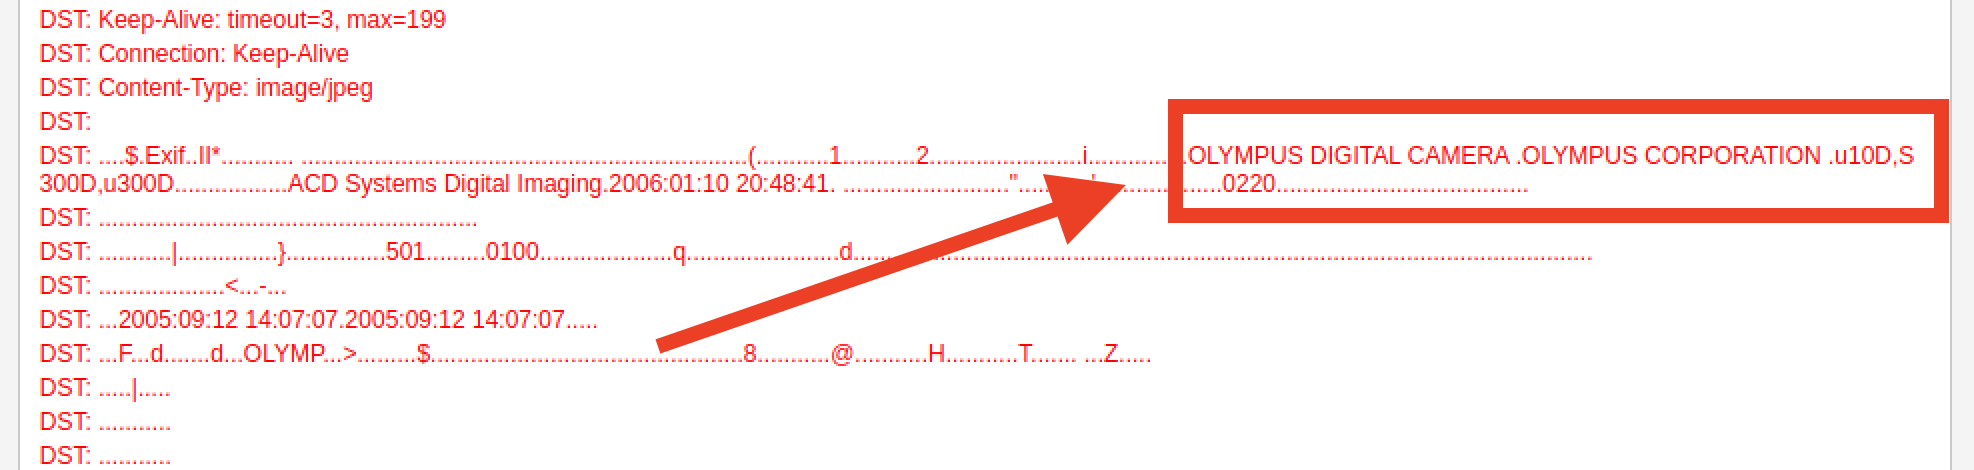 DST: Keep-Alive: timeout=3, max=199
DST: Connection: Keep-Alive
DST: Content-Type: image/jpeg
DST:
DST: ....$.Exif..II*........... ...................................................................(...........1...........2.......................i...............OLYMPUS DIGITAL CAMERA .OLYMPUS CORPORATION .u10D,S
300D,u300D.................ACD Systems Digital Imaging.2006:01:10 20:48:41. ........................."...........'...................0220......................................
DST: .........................................................
DST: ...........|...............}...............501.........0100....................q.......................d................................................................................................................
DST: ...................<...-...
DST: ...2005:09:12 14:07:07.2005:09:12 14:07:07.....
DST: ...F...d.......d...OLYMP...>.........$...............................................8...........@...........H...........T....... ...Z.....
DST: .....|.....
DST: ...........
DST: ...........